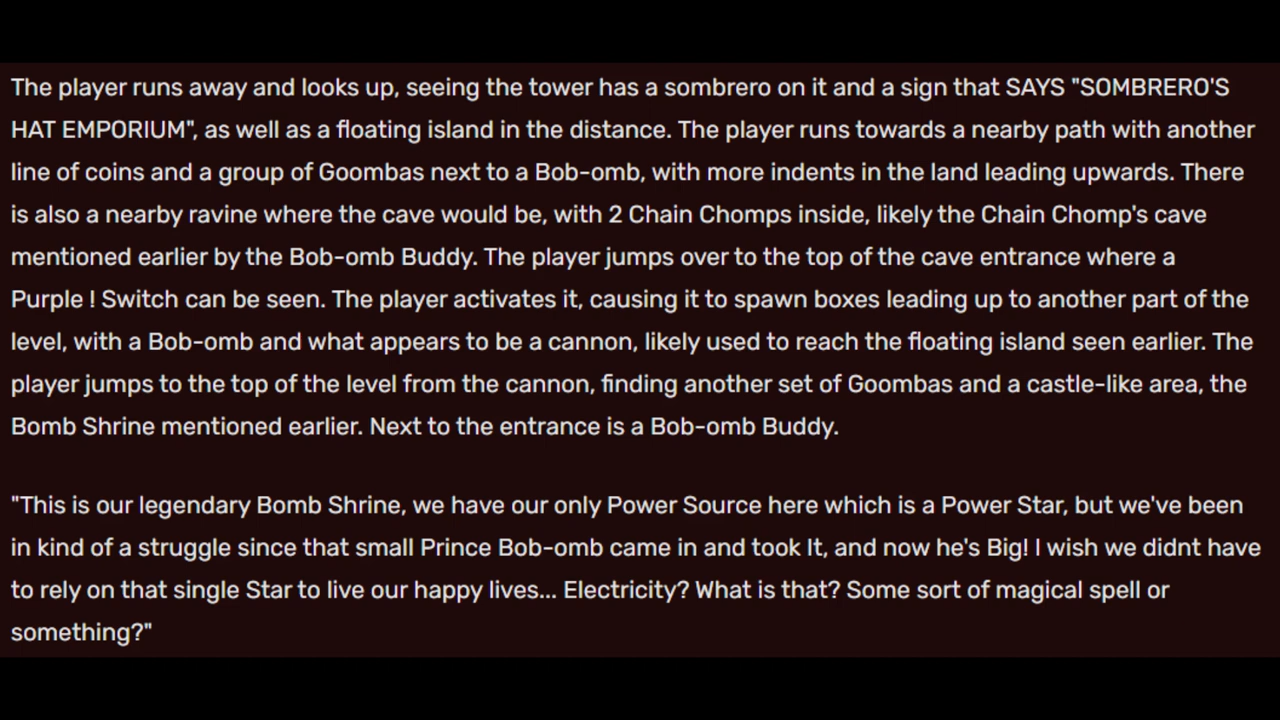 The player runs away and looks up, seeing the tower has a sombrero on it and a sign that SAYS "SOMBRERO'S
HAT EMPORIUM", as well as a floating island in the distance. The player runs towards a nearby path with another
line of coins and a group of Goombas next to a Bob-omb, with more indents in the land leading upwards. There
is also a nearby ravine where the cave would be, with 2 Chain Chomps inside, likely the Chain Chomp's cave
mentioned earlier by the Bob-omb Buddy. The player jumps over to the top of the cave entrance where a
Purple ! Switch can be seen. The player activates it, causing it to spawn boxes leading up to another part of the
level, with a Bob-omb and what appears to be a cannon, likely used to reach the floating island seen earlier. The
player jumps to the top of the level from the cannon, finding another set of Goombas and a castle-like area, the
Bomb Shrine mentioned earlier. Next to the entrance is a Bob-omb Buddy.
"This is our legendary Bomb Shrine, we have our only Power Source here which is a Power Star, but we've been
in kind of a struggle since that small Prince Bob-omb came in and took It, and now he's Big! I wish we didnt have
to rely on that single Star to live our happy lives... Electricity? What is that? Some sort of magical spell or
something?"